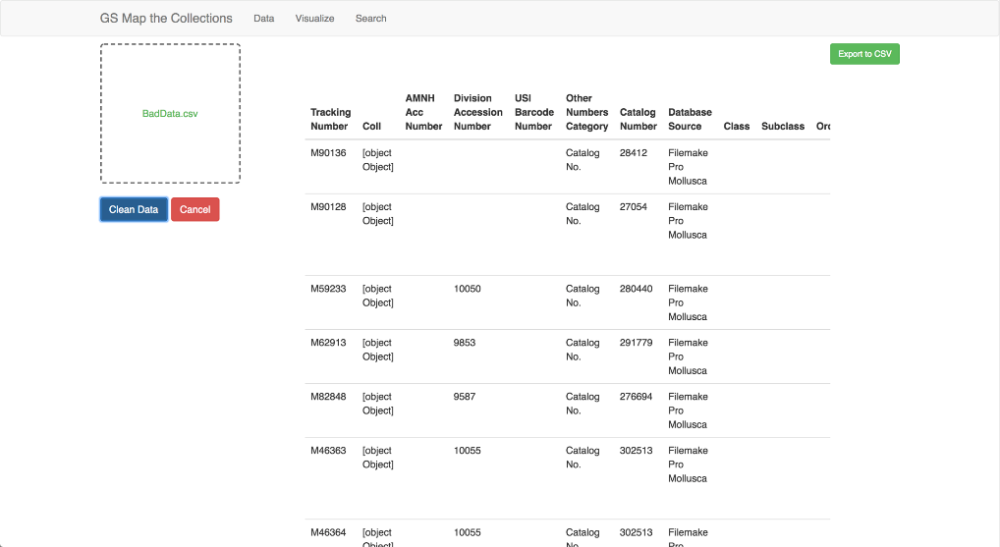 GS Map the Collections Data Visualize Search
BadData.csv
Clean Data Cancel
Export to CSV
Tracking Number Coll AMNH Acc Number Division Accession Number USI Barcode Number Other Numbers Category Catalog Number Database Source Class Subclass Orc
M90136 [object Object] Catalog No. 28412 Filemake Pro Mollusca
M90128 [object Object] Catalog No. 27054 Filemake Pro Mollusca
M59233 [object Object] 10050 Catalog No. 280440 Filemake Pro Mollusca
M62913 [object Object] 9853 Catalog No. 291779 Filemake Pro Mollusca
M82848 [object Object] 9587 Catalog No. 276694 Filemake Pro Mollusca
M46363 [object Object] 10055 Catalog No. 302513 Filemake Pro Mollusca
M46364 [object Object] 10055 Catalog No. 302513 Filemake Pro